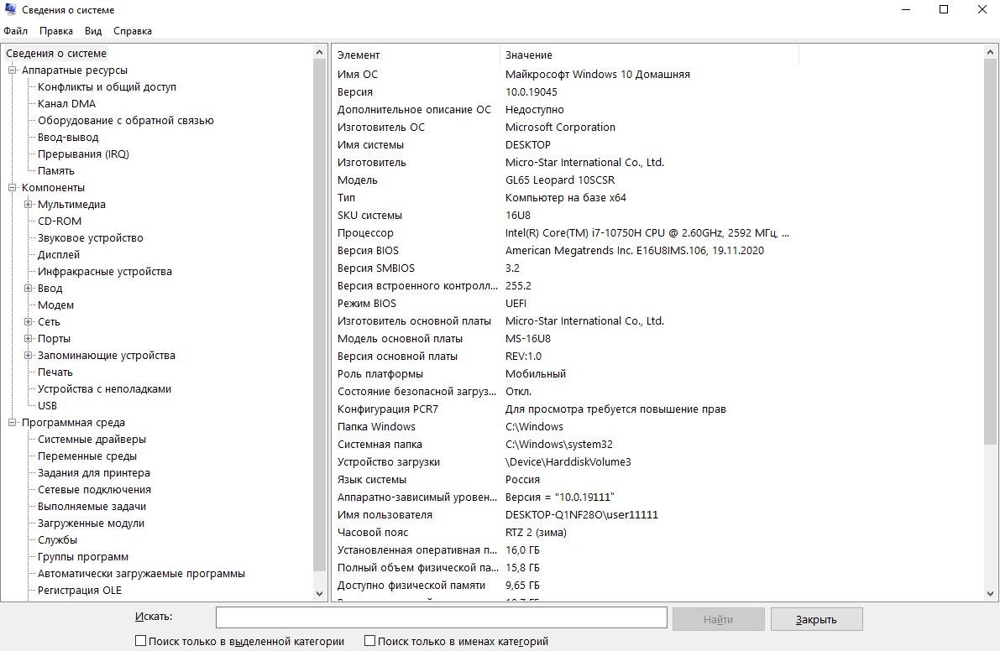 Сведения о системе
Файл Правка Вид Справка
Сведения о системе
Аппаратные ресурсы
Конфликты и общий доступ
Канал DMA
Оборудование с обратной связью
Ввод-вывод
Прерывания (IRQ)
Память
Компоненты
Мультимедиа
CD-ROM
Звуковое устройство
Дисплей
Инфракрасные устройства
Ввод
Модем
Сеть
Порты
Запоминающие устройства
Печать
Устройства с неполадками
USB
Программная среда
Системные драйверы
Переменные среды
Задания для принтера
Сетевые подключения
Выполняемые задачи
Загруженные модули
Службы
Группы программ
Автоматически загружаемые программы
Регистрация OLE
Элемент Значение
Имя ОС Майкрософт Windows 10 Домашняя
Версия 10.0.19045
Дополнительное описание ОС Недоступно
Изготовитель ОС Microsoft Corporation
Имя системы DESKTOP
Изготовитель Micro-Star International Co., Ltd.
Модель GL65 Leopard 10SCSR
Тип Компьютер на базе x64
SKU системы 16U8
Процессор Intel(R) Core(TM) i7-10750H CPU @ 2.60GHz, 2592 МГц, ...
Версия BIOS American Megatrends Inc. E16U8IMS.106, 19.11.2020
Версия SMBIOS 3.2
Версия встроенного контролл... 255.2
Режим BIOS UEFI
Изготовитель основной платы Micro-Star International Co., Ltd.
Модель основной платы MS-16U8
Версия основной платы REV:1.0
Роль платформы Мобильный
Состояние безопасной загруз... Откл.
Конфигурация PCR7 Для просмотра требуется повышение прав
Папка Windows C:\Windows
Системная папка C:\Windows\system32
Устройство загрузки \Device\HarddiskVolume3
Язык системы Россия
Аппаратно-зависимый уровен... Версия = "10.0.19111"
Имя пользователя DESKTOP-Q1NF28O\user11111
Часовой пояс RTZ 2 (зима)
Установленная оперативная п... 16,0 ГБ
Полный объем физической па... 15,8 ГБ
Доступно физической памяти 9,65 ГБ
Искать: Найти Закрыть
Поиск только в выделенной категории Поиск только в именах категорий